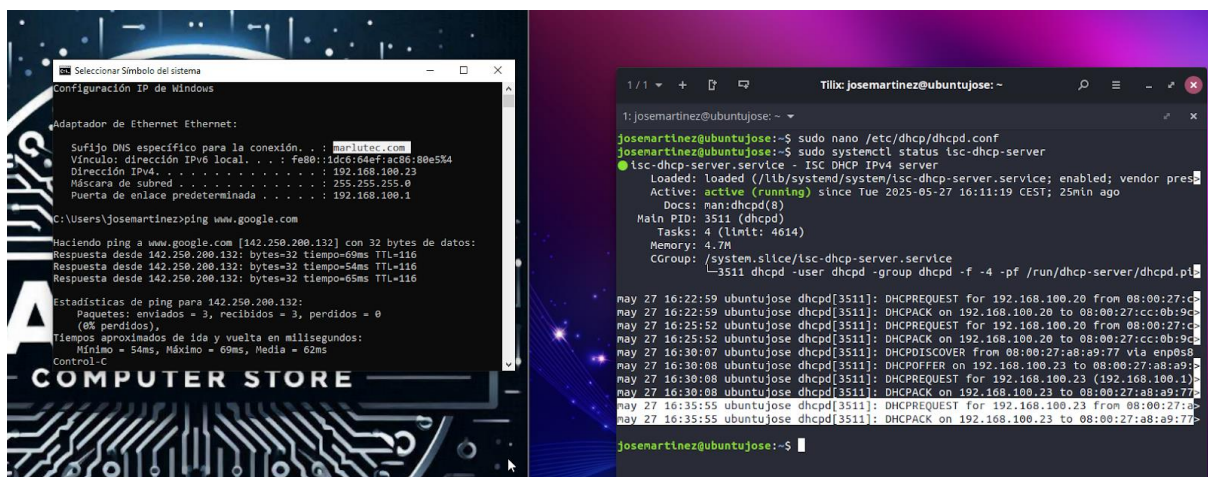 Seleccionar Símbolo del sistema
Configuración IP de Windows
Adaptador de Ethernet Ethernet:
Sufijo DNS específico para la conexión. . : marlutec.com
Vínculo: dirección IPv6 local. . . : fe80::1dc6:64ef:ac86:80e5%4
Dirección IPv4. . . . . . . . . . . . . . : 192.168.100.23
Máscara de subred . . . . . . . . . . . . : 255.255.255.0
Puerta de enlace predeterminada . . . . . : 192.168.100.1
C:\Users\josemartinez>ping www.google.com
Haciendo ping a www.google.com [142.250.200.132] con 32 bytes de datos:
Respuesta desde 142.250.200.132: bytes=32 tiempo=69ms TTL=116
Respuesta desde 142.250.200.132: bytes=32 tiempo=54ms TTL=116
Respuesta desde 142.250.200.132: bytes=32 tiempo=65ms TTL=116
Estadísticas de ping para 142.250.200.132:
Paquetes: enviados = 3, recibidos = 3, perdidos = 0
(0% perdidos),
Tiempos aproximados de ida y vuelta en milisegundos:
Mínimo = 54ms, Máximo = 69ms, Media = 62ms
Control-C
COMPUTER STORE
1/1
Tilix: josemartinez@ubuntujose: ~
1: josemartinez@ubuntujose: ~
josemartinez@ubuntujose:~$ sudo nano /etc/dhcp/dhcpd.conf
josemartinez@ubuntujose:~$ sudo systemctl status isc-dhcp-server
isc-dhcp-server.service - ISC DHCP IPv4 server
Loaded: loaded (/lib/systemd/system/isc-dhcp-server.service; enabled; vendor pres>
Active: active (running) since Tue 2025-05-27 16:11:19 CEST; 25min ago
Docs: man:dhcpd(8)
Main PID: 3511 (dhcpd)
Tasks: 4 (limit: 4614)
Memory: 4.7M
CGroup: /system.slice/isc-dhcp-server.service
└─3511 dhcpd -user dhcpd -group dhcpd -f -4 -pf /run/dhcp-server/dhcpd.pi>
may 27 16:22:59 ubuntujose dhcpd[3511]: DHCPREQUEST for 192.168.100.20 from 08:00:27:c>
may 27 16:22:59 ubuntujose dhcpd[3511]: DHCPACK on 192.168.100.20 to 08:00:27:cc:0b:9c>
may 27 16:25:52 ubuntujose dhcpd[3511]: DHCPREQUEST for 192.168.100.20 from 08:00:27:c>
may 27 16:25:52 ubuntujose dhcpd[3511]: DHCPACK on 192.168.100.20 to 08:00:27:cc:0b:9c>
may 27 16:30:07 ubuntujose dhcpd[3511]: DHCPDISCOVER from 08:00:27:a8:a9:77 via enp0s8
may 27 16:30:08 ubuntujose dhcpd[3511]: DHCPOFFER on 192.168.100.23 to 08:00:27:a8:a9:>
may 27 16:30:08 ubuntujose dhcpd[3511]: DHCPREQUEST for 192.168.100.23 (192.168.100.1)>
may 27 16:30:08 ubuntujose dhcpd[3511]: DHCPACK on 192.168.100.23 to 08:00:27:a8:a9:77>
may 27 16:35:55 ubuntujose dhcpd[3511]: DHCPREQUEST for 192.168.100.23 from 08:00:27:a>
may 27 16:35:55 ubuntujose dhcpd[3511]: DHCPACK on 192.168.100.23 to 08:00:27:a8:a9:77>
josemartinez@ubuntujose:~$